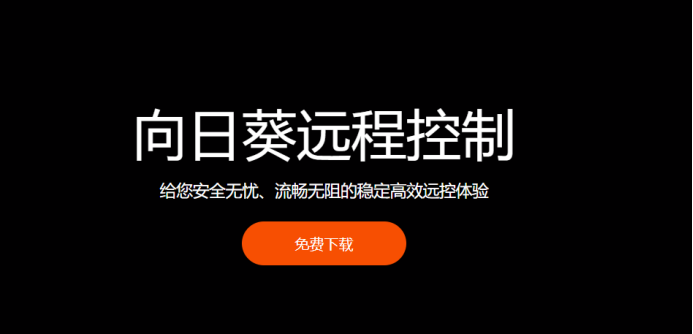 向日葵远程控制
给您安全无忧、流畅无阻的稳定高效远控体验
免费下载